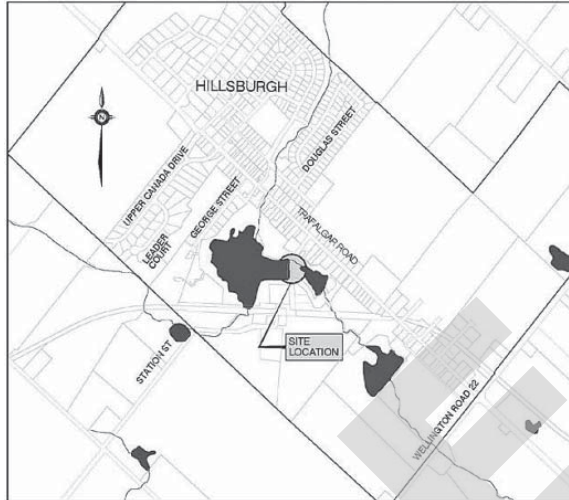 HILLSBURGH
N
DOUGLAS STREET
UPPER CANADA DRIVE
GEORGE STREET
TRAFALGAR ROAD
LEADER
COURT
SITE
LOCATION
STATION ST
WELLINGTON ROAD 22